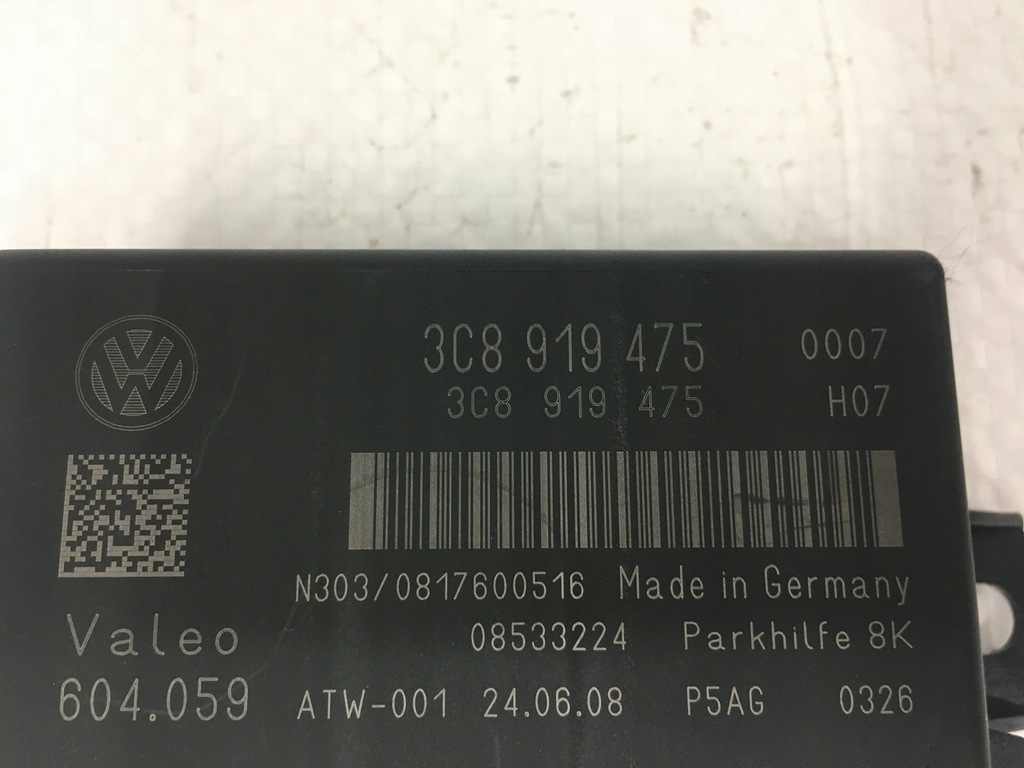 3C8 919 475 0007
3C8 919 475 H07
N303/0817600516 Made in Germany
Valeo 08533224 Parkhilfe 8K
604.059 ATW-001 24.06.08 P5AG 0326